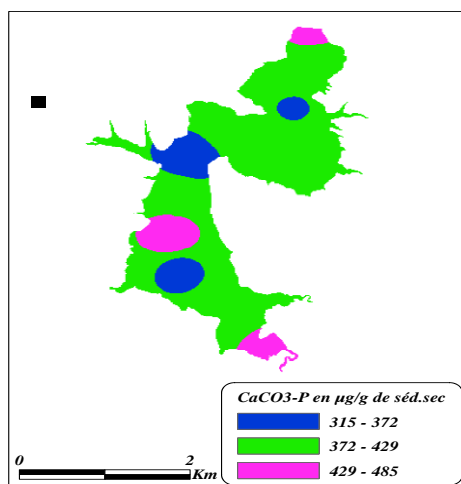 CaCO3-P en µg/g de séd.sec
315 - 372
372 - 429
429 - 485
0 2
Km